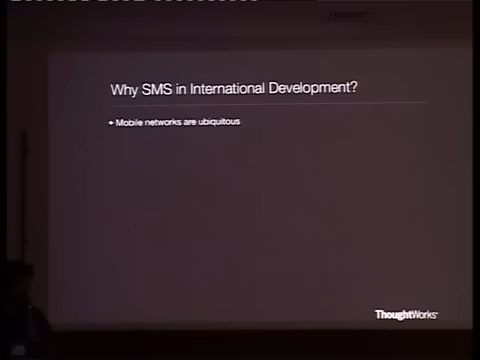 Why SMS in International Development?
Mobile networks are ubiquitous
ThoughtWorks